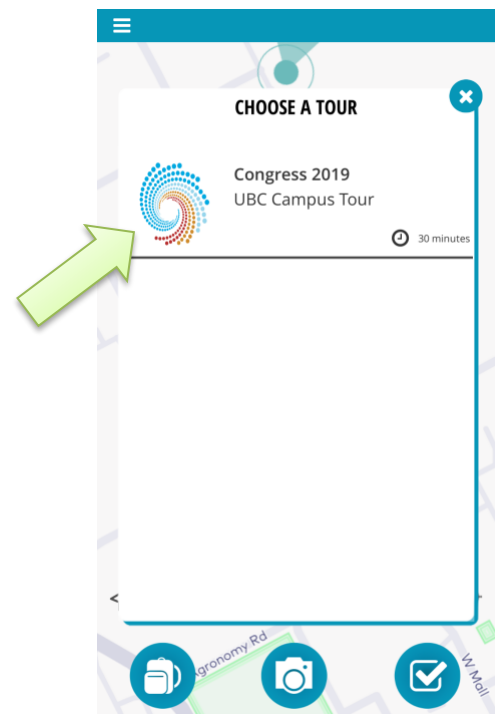 CHOOSE A TOUR
Congress 2019
UBC Campus Tour
30 minutes
Agronomy Rd
W Mall